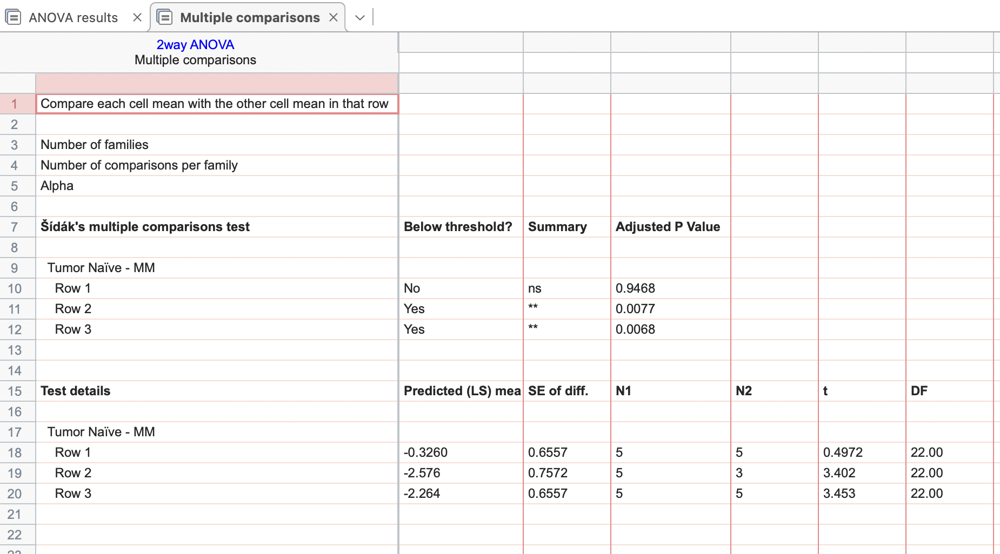 ANOVA results
Multiple comparisons
2way ANOVA
Multiple comparisons
1 Compare each cell mean with the other cell mean in that row
2
3 Number of families
4 Number of comparisons per family
5 Alpha
6
7 Šídák's multiple comparisons test Below threshold? Summary Adjusted P Value
8
9 Tumor Naïve - MM
10 Row 1 No ns 0.9468
11 Row 2 Yes ** 0.0077
12 Row 3 Yes ** 0.0068
13
14
15 Test details Predicted (LS) mea SE of diff. N1 N2 t DF
16
17 Tumor Naïve - MM
18 Row 1 -0.3260 0.6557 5 5 0.4972 22.00
19 Row 2 -2.576 0.7572 5 3 3.402 22.00
20 Row 3 -2.264 0.6557 5 5 3.453 22.00
21
22